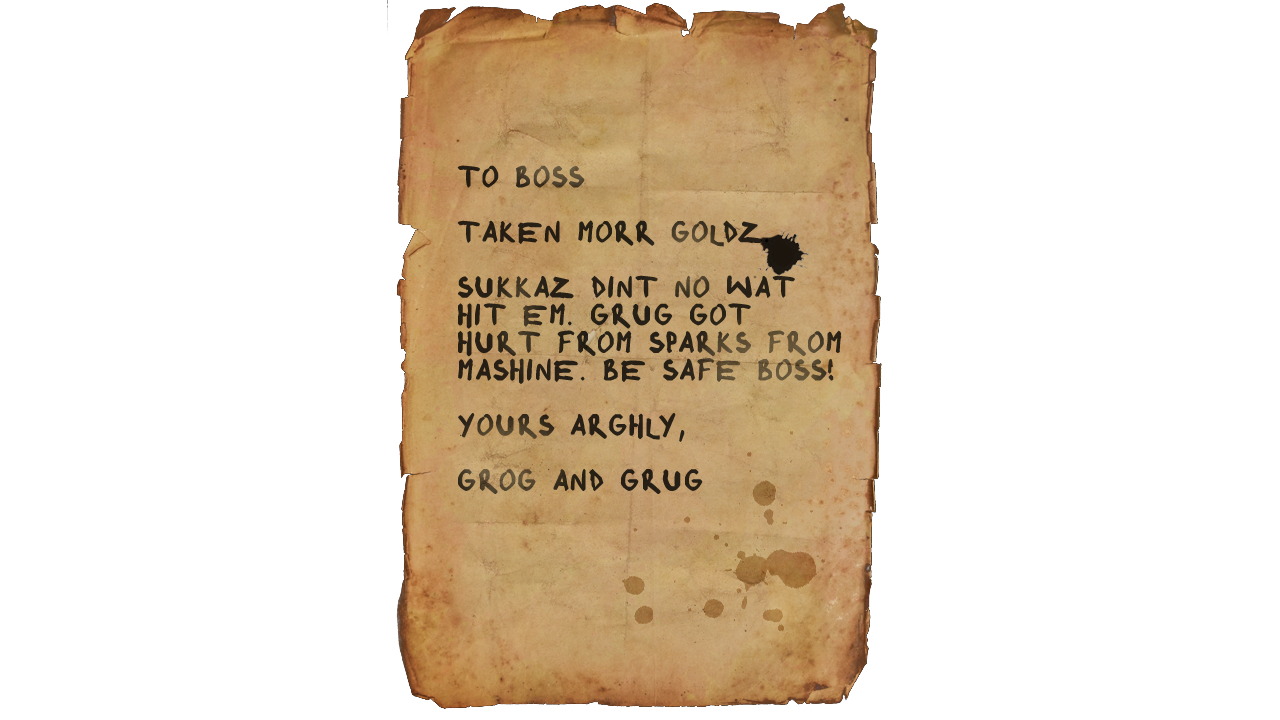 TO BOSS
TAKEN MORR GOLDZ
SUKKAZ DINT NO WAT
HIT EM. GRUG GOT
HURT FROM SPARKS FROM
MASHINE. BE SAFE BOSS!
YOURS ARGHLY,
GROG AND GRUG